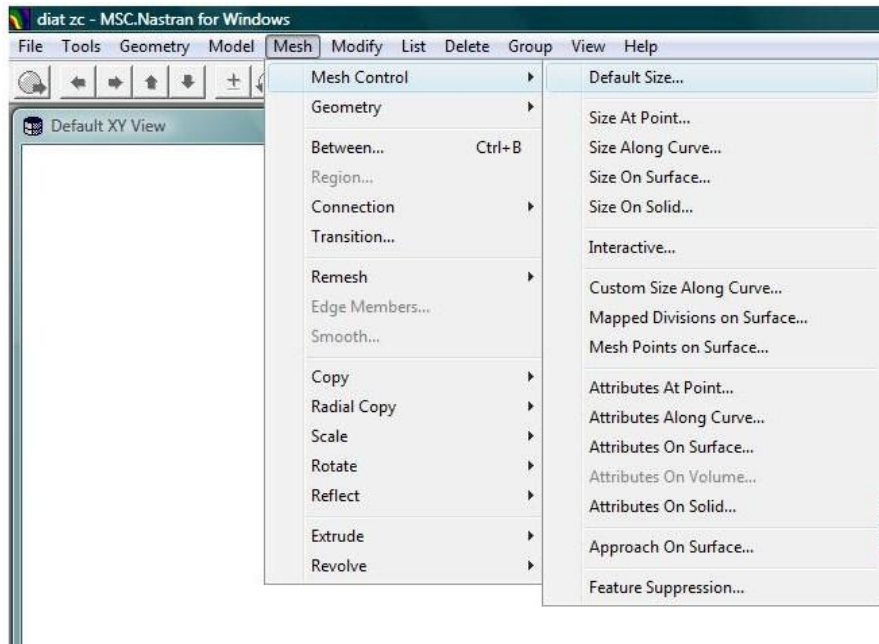 diat zc - MSC.Nastran for Windows
File Tools Geometry Model Mesh Modify List Delete Group View Help
Default XY View
Mesh Control
Geometry
Between... Ctrl+B
Region...
Connection
Transition...
Remesh
Edge Members...
Smooth...
Copy
Radial Copy
Scale
Rotate
Reflect
Extrude
Revolve
Default Size...
Size At Point...
Size Along Curve...
Size On Surface...
Size On Solid...
Interactive...
Custom Size Along Curve...
Mapped Divisions on Surface...
Mesh Points on Surface...
Attributes At Point...
Attributes Along Curve...
Attributes On Surface...
Attributes On Volume...
Attributes On Solid...
Approach On Surface...
Feature Suppression...